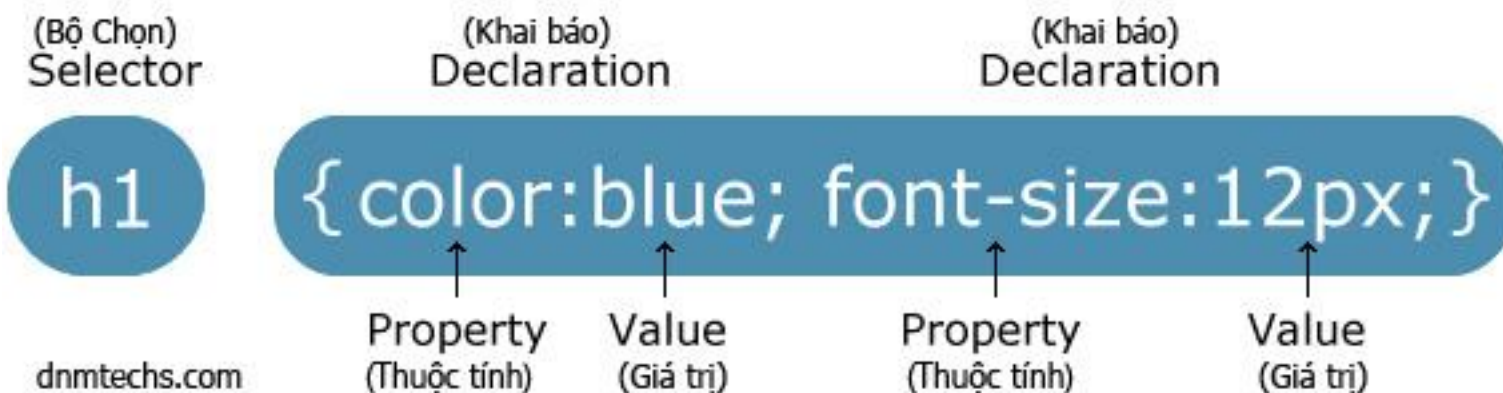 (Bộ Chọn) (Khai báo) (Khai báo)
Selector Declaration Declaration
h1 {color:blue; font-size:12px;}
Property Value Property Value
dnmtechs.com (Thuộc tính) (Giá trị) (Thuộc tính) (Giá trị)